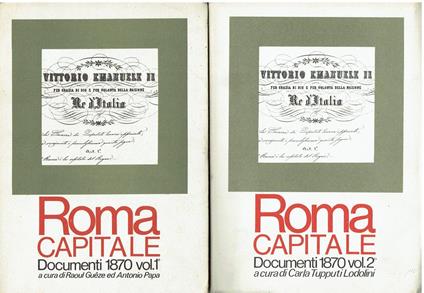 VITTORIO EMANUELE II
PER GRAZIA DI DIO E PER VOLONTA DELLA NAZIONE
Re d'Italia
Roma
CAPITALE
Documenti 1870 vol.1°
a cura di Raoul Guêze ed Antonio Papa
VITTORIO EMANUELE II
PER GRAZIA DI DIO E PER VOLONTA DELLA NAZIONE
Re d'Italia
Roma
CAPITALE
Documenti 1870 vol.2°
a cura di Carla Tupputi Lodolini